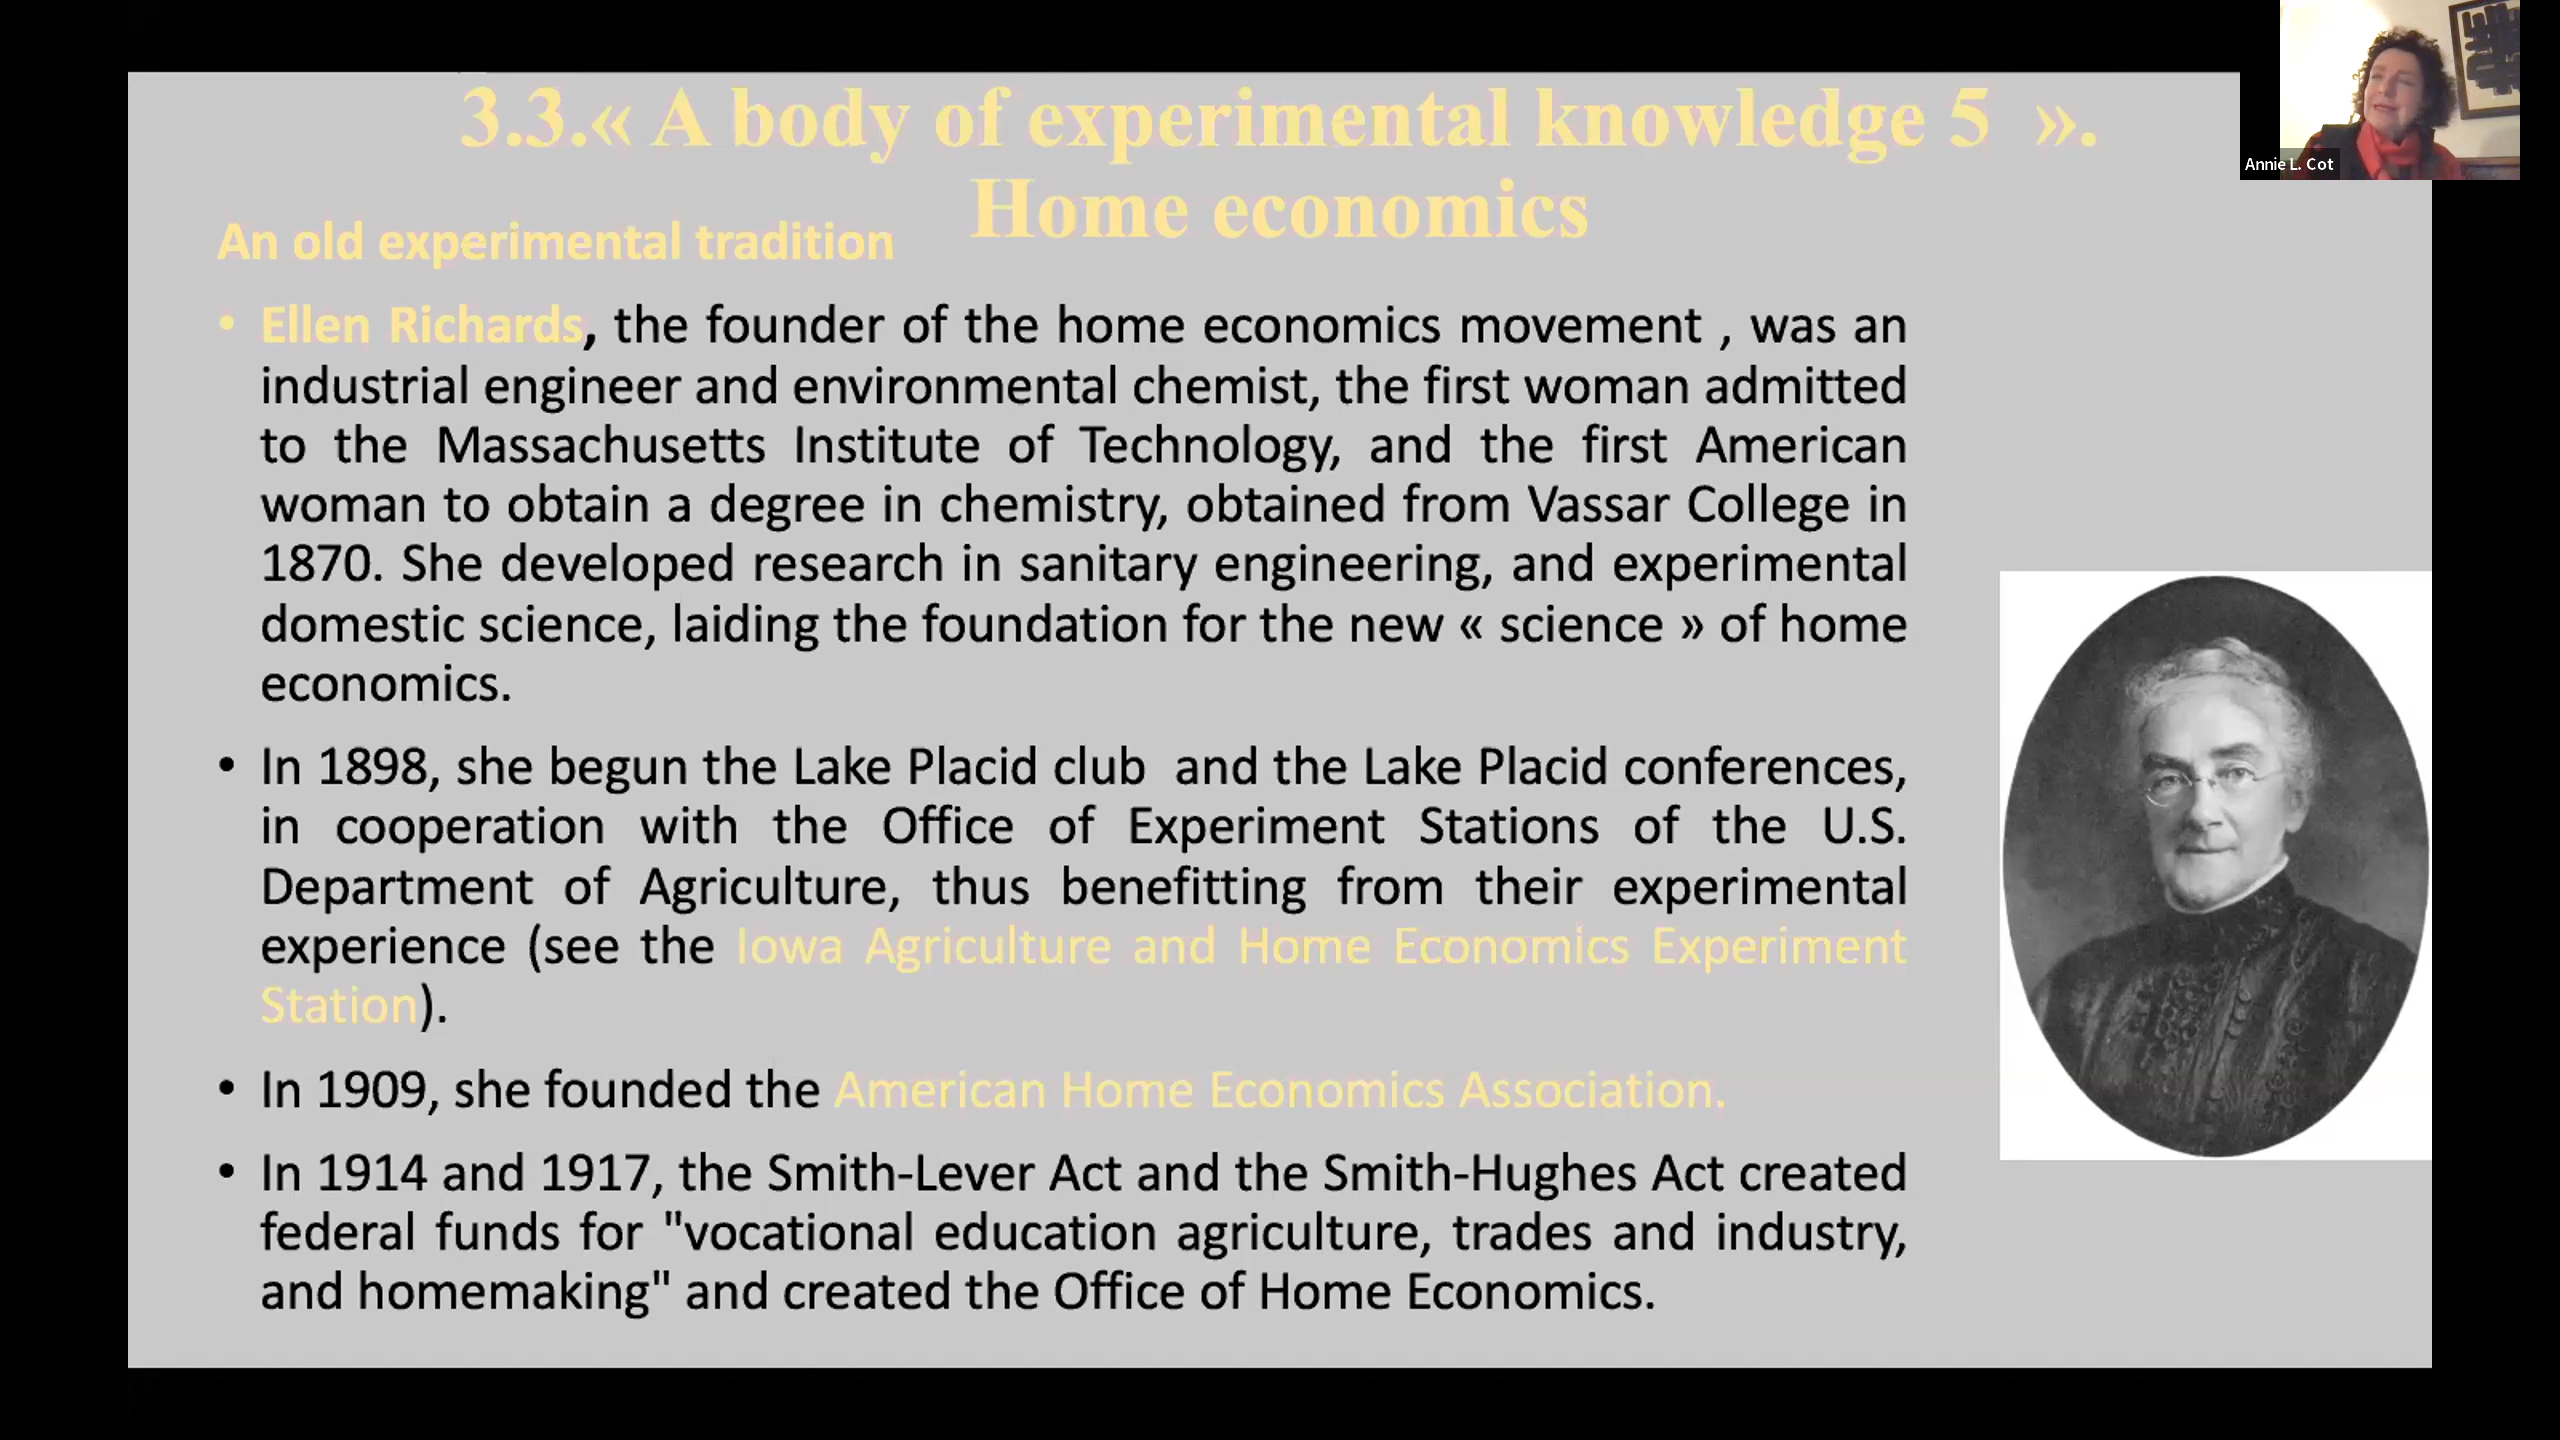 3.3.« A body of experimental knowledge 5 ».
Home economics
Annie L. Cot
An old experimental tradition
• Ellen Richards, the founder of the home economics movement , was an
industrial engineer and environmental chemist, the first woman admitted
to the Massachusetts Institute of Technology, and the first American
woman to obtain a degree in chemistry, obtained from Vassar College in
1870. She developed research in sanitary engineering, and experimental
domestic science, laiding the foundation for the new « science » of home
economics.
• In 1898, she begun the Lake Placid club and the Lake Placid conferences,
in cooperation with the Office of Experiment Stations of the U.S.
Department of Agriculture, thus benefitting from their experimental
experience (see the Iowa Agriculture and Home Economics Experiment
Station).
• In 1909, she founded the American Home Economics Association.
• In 1914 and 1917, the Smith-Lever Act and the Smith-Hughes Act created
federal funds for "vocational education agriculture, trades and industry,
and homemaking" and created the Office of Home Economics.